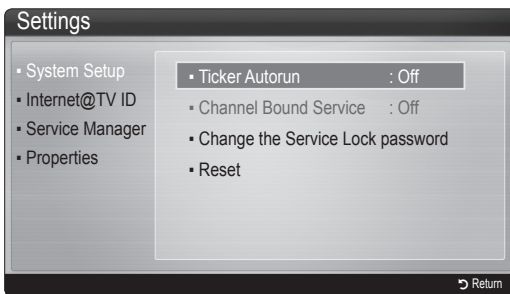 Settings
▪ System Setup
▪ Internet@TV ID
▪ Service Manager
▪ Properties
▪ Ticker Autorun : Off
▪ Channel Bound Service : Off
▪ Change the Service Lock password
▪ Reset
Return